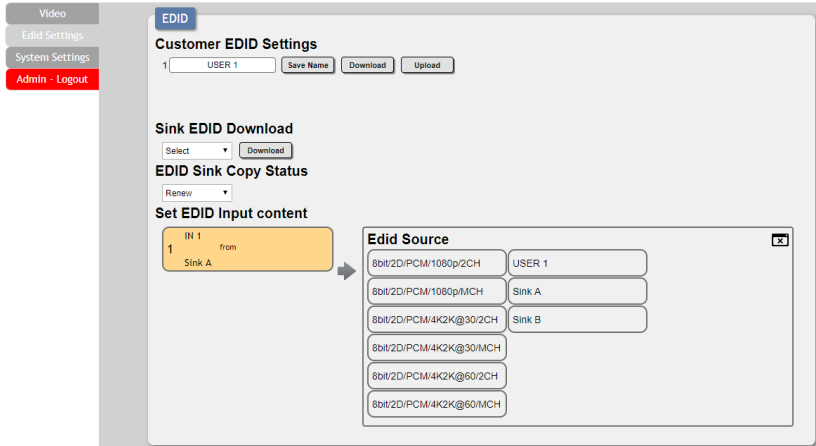 Video
Edid Settings
System Settings
Admin - Logout
EDID
Customer EDID Settings
1 USER 1 Save Name Download Upload
Sink EDID Download
Select Download
EDID Sink Copy Status
Renew
Set EDID Input content
IN 1
1 from
Sink A
Edid Source
8bit/2D/PCM/1080p/2CH USER 1
8bit/2D/PCM/1080p/MCH Sink A
8bit/2D/PCM/4K2K@30/2CH Sink B
8bit/2D/PCM/4K2K@30/MCH
8bit/2D/PCM/4K2K@60/2CH
8bit/2D/PCM/4K2K@60/MCH